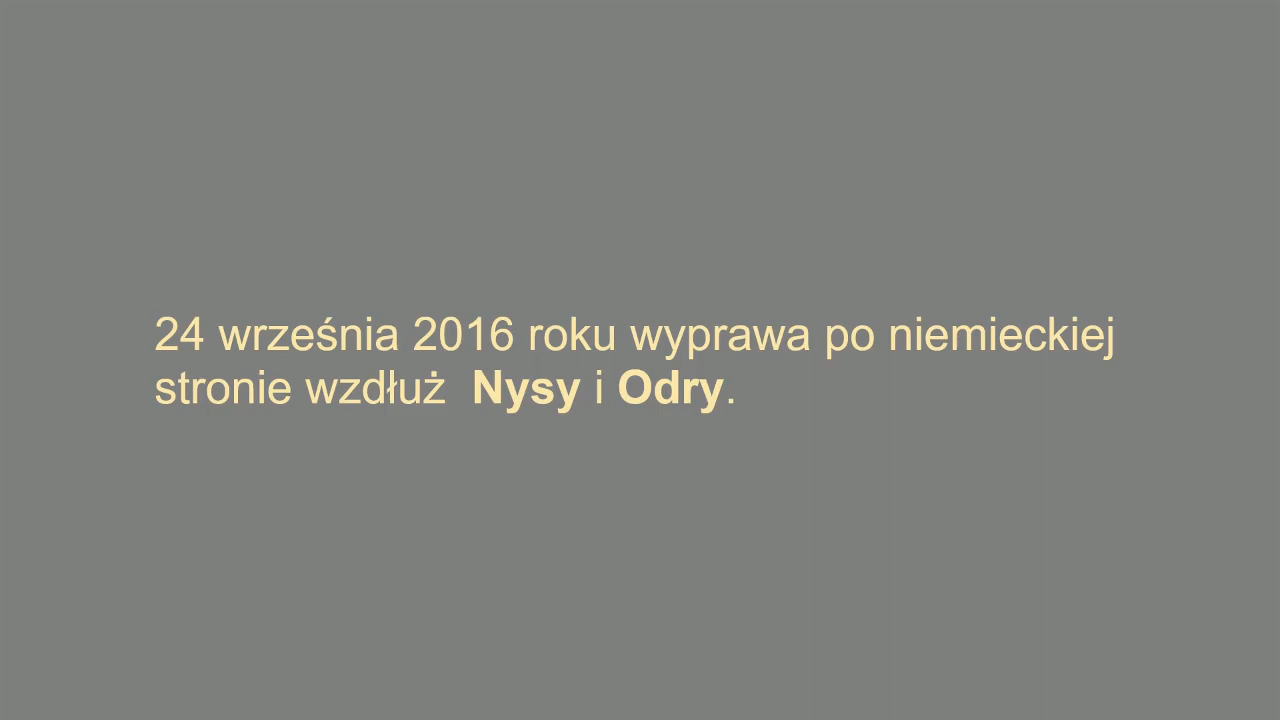 24 września 2016 roku wyprawa po niemieckiej
stronie wzdłuż  Nysy i Odry.